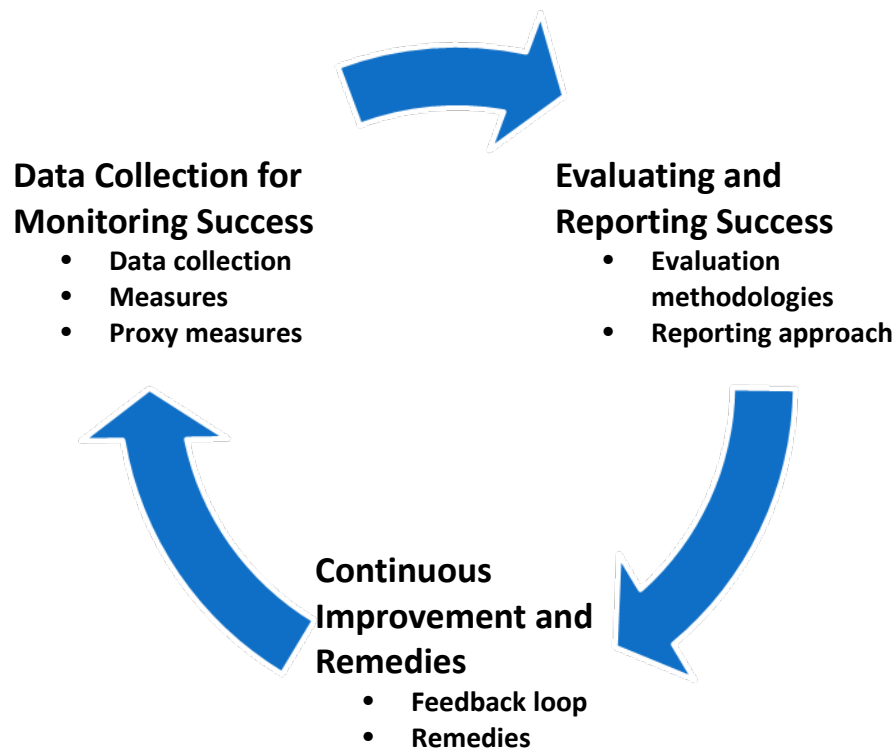 Data Collection for
Monitoring Success
• Data collection
• Measures
• Proxy measures
Evaluating and
Reporting Success
• Evaluation
methodologies
• Reporting approach
Continuous
Improvement and
Remedies
• Feedback loop
• Remedies